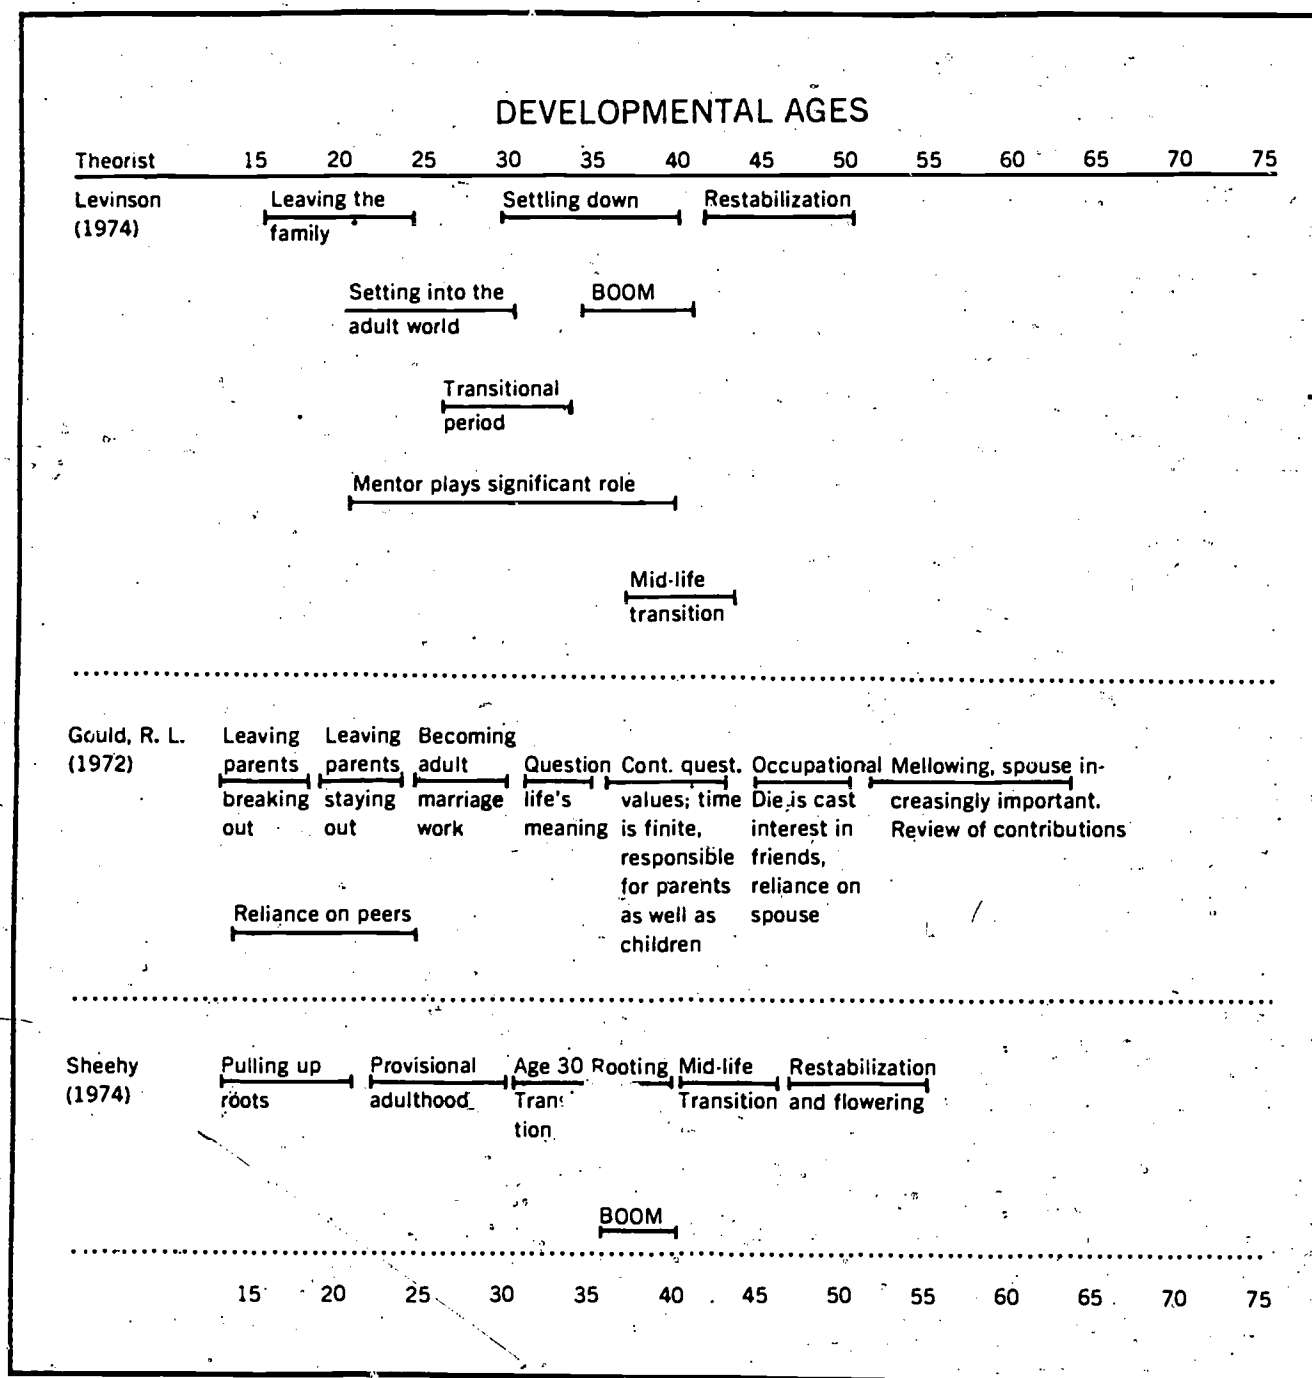 DEVELOPMENTAL AGES
Theorist 15 20 25 30 35 40 45 50 55 60 65 70 75
Levinson Leaving the Settling down Restabilization
(1974) family
Setting into the BOOM
adult world
Transitional
period
Mentor plays significant role
Mid-life
transition
Gould, R. L. Leaving Leaving Becoming
(1972) parents parents adult Question Cont. quest. Occupational Mellowing, spouse in-
breaking staying marriage life's values; time Die is cast creasingly important.
out out work meaning is finite, interest in Review of contributions
responsible friends,
for parents reliance on
Reliance on peers as well as spouse
children
Sheehy Pulling up Provisional Age 30 Rooting Mid-life Restabilization
(1974) roots adulthood Transition and flowering
tion
BOOM
15 20 25 30 35 40 45 50 55 60 65 70 75